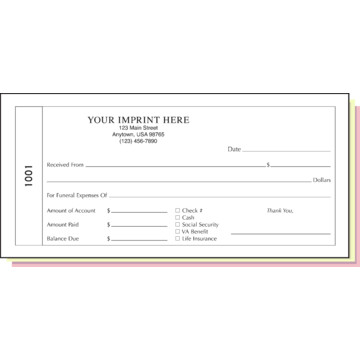 YOUR IMPRINT HERE
123 Main Street
Anytown, USA 98765
(123) 456-7890
Date
1001
Received From $
Dollars
For Funeral Expenses Of
Amount of Account $ Check # Thank You,
Cash
Amount Paid $ Social Security
VA Benefit
Balance Due $ Life Insurance